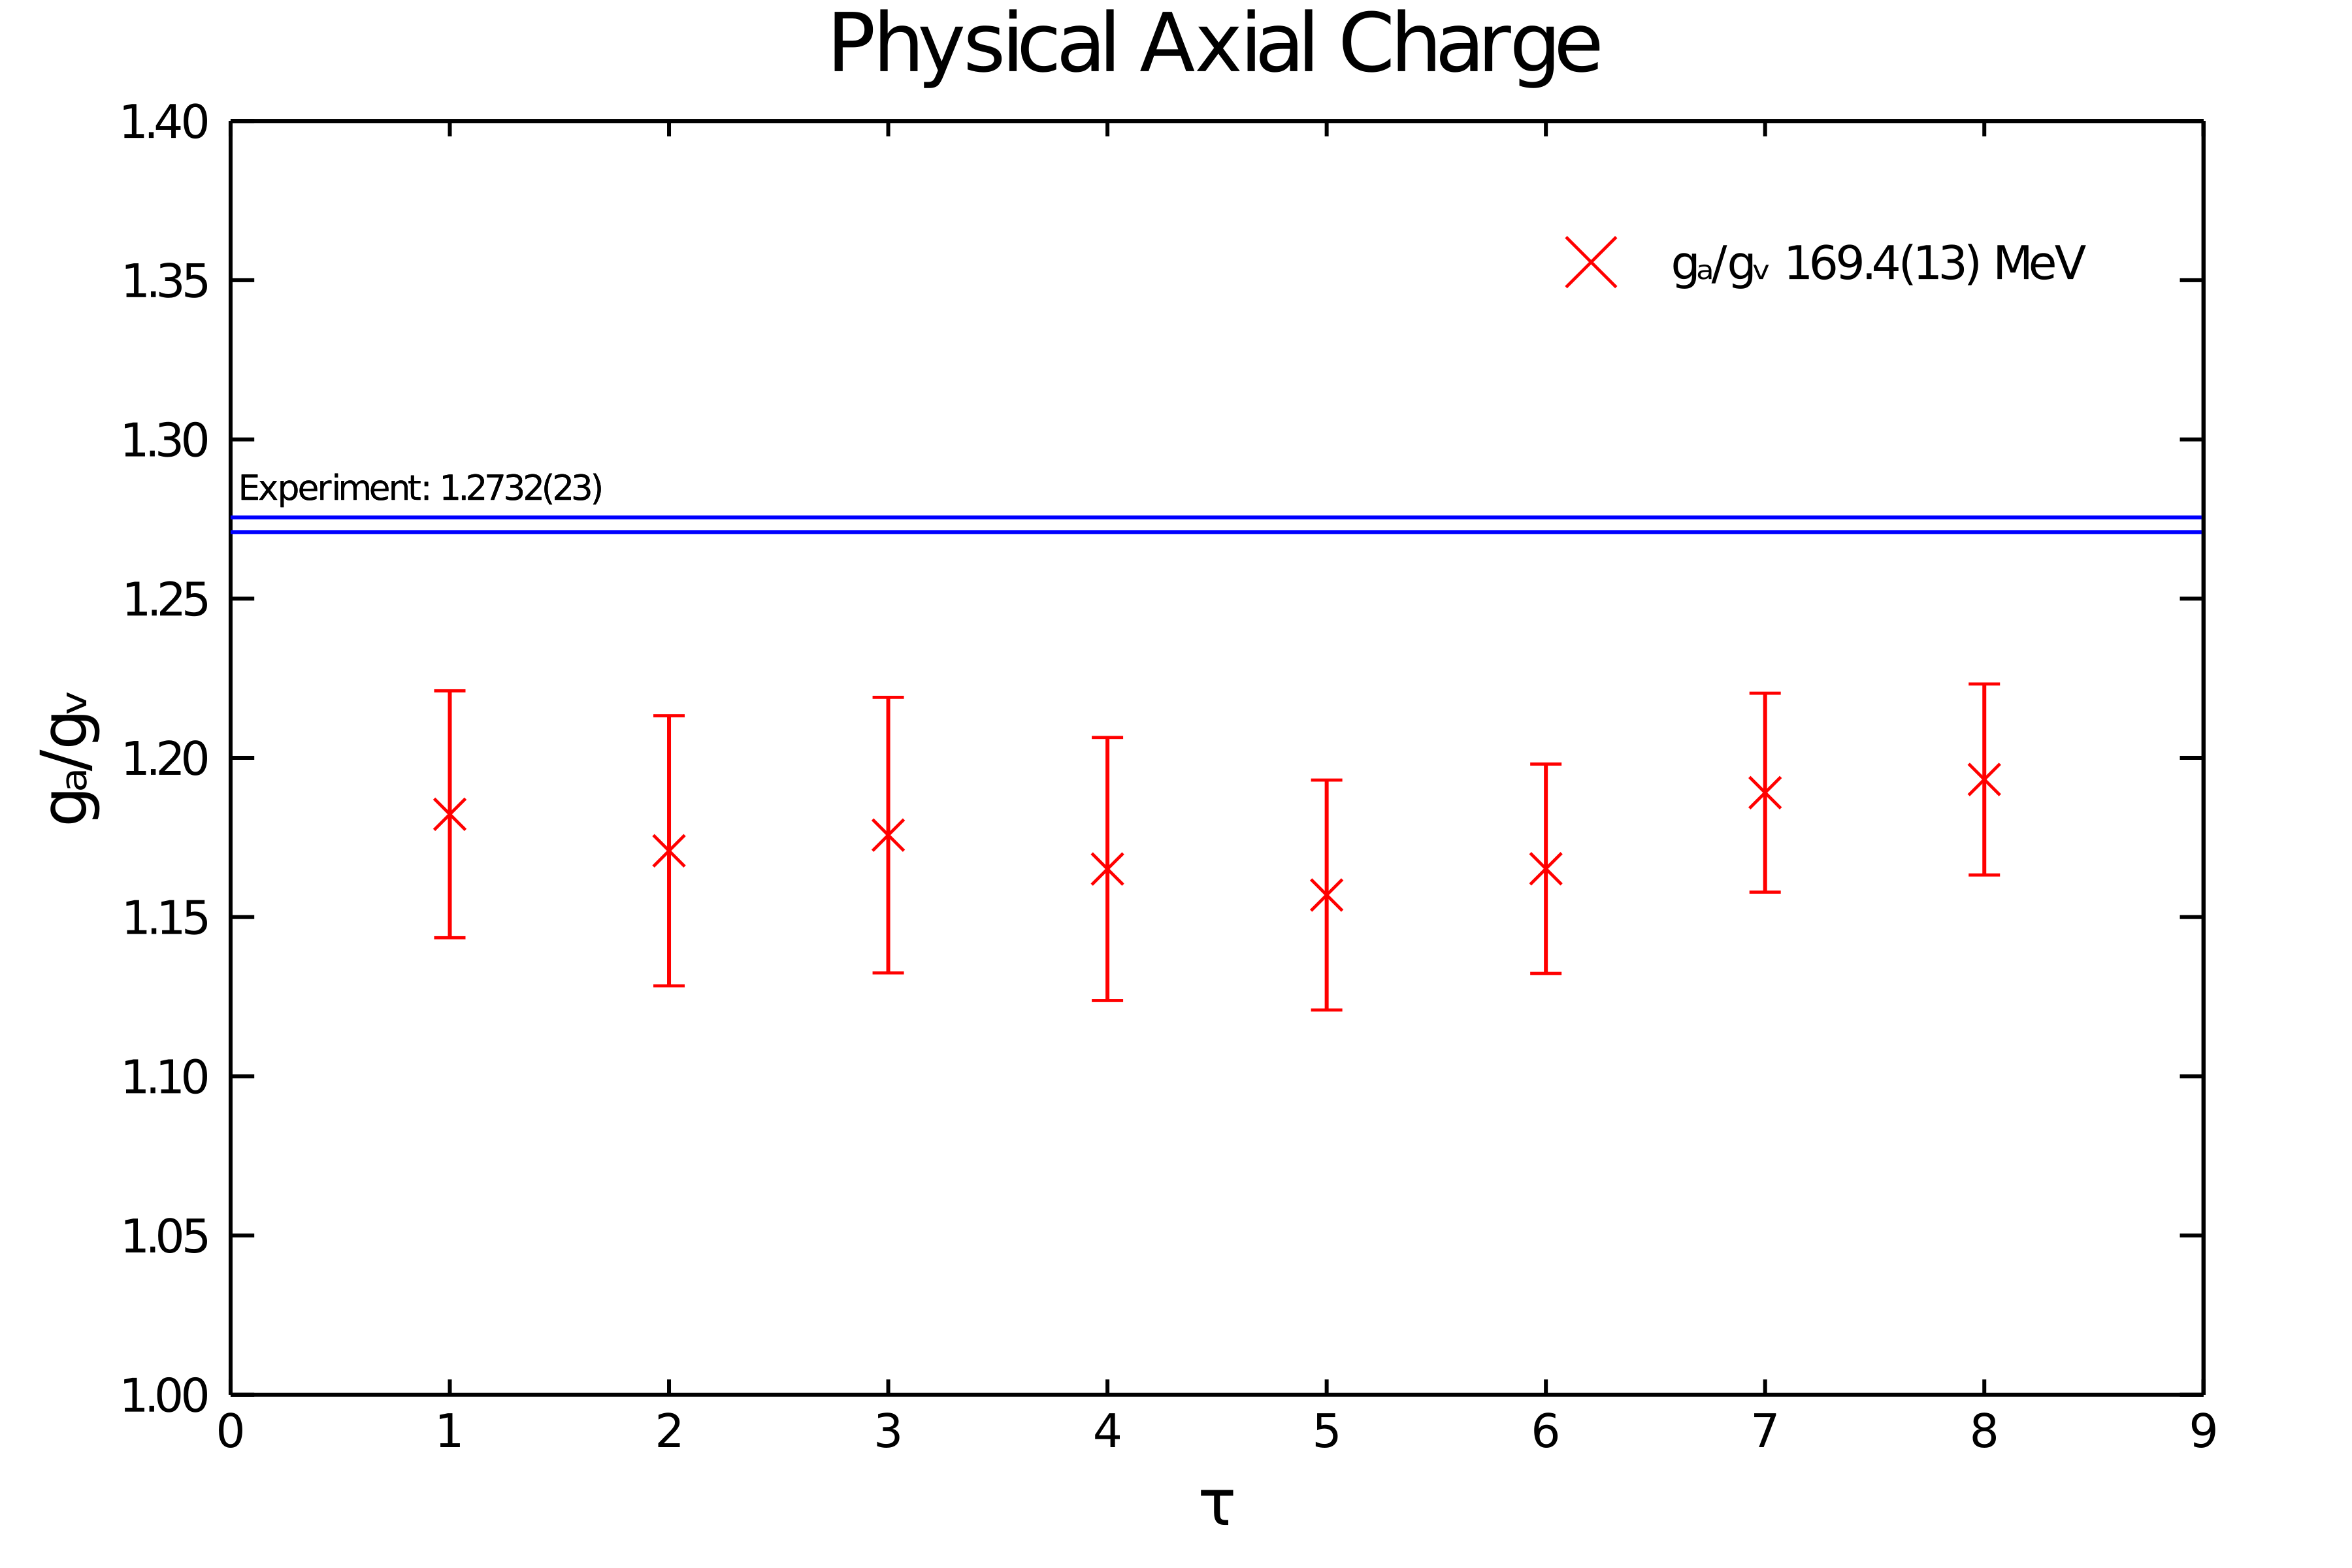 Physical Axial Charge
1.40
1.35
1.30
1.25
1.20
1.15
1.10
1.05
1.00
gₐ/gᵥ 169.4(13) MeV
Experiment: 1.2732(23)
gₐ/gᵥ
0 1 2 3 4 5 6 7 8 9
τ